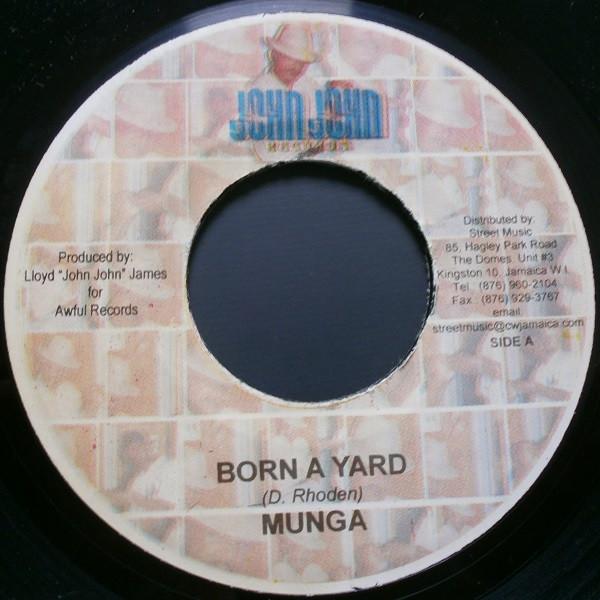 JOHN JOHN
RECORDS
Produced by:
Lloyd "John John" James
for
Awful Records
Distributed by:
Street Music
85, Hagley Park Road
The Domes. Unit #3
Kingston 10, Jamaica W.I.
Tel : (876) 960-2104
Fax : (876) 929-3767
email:
streetmusic@cwjamaica.com
SIDE A
BORN A YARD
(D. Rhoden)
MUNGA